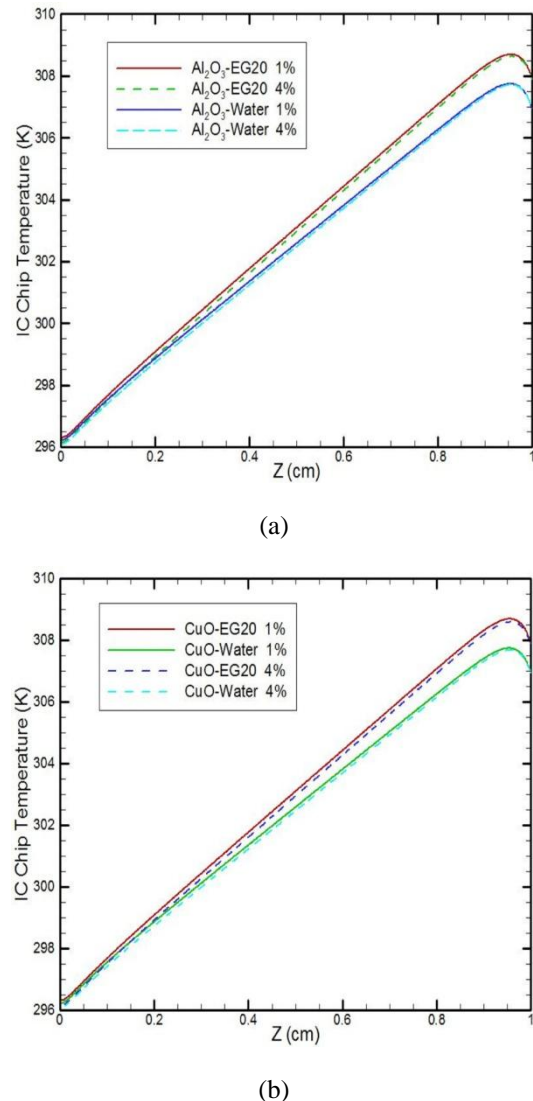 310
308
306
304
302
300
298
296
IC Chip Temperature (K)
Al₂O₃-EG20 1%
Al₂O₃-EG20 4%
Al₂O₃-Water 1%
Al₂O₃-Water 4%
0 0.2 0.4 0.6 0.8 1
Z (cm)
(a)
310
308
306
304
302
300
298
296
IC Chip Temperature (K)
CuO-EG20 1%
CuO-Water 1%
CuO-EG20 4%
CuO-Water 4%
0 0.2 0.4 0.6 0.8 1
Z (cm)
(b)